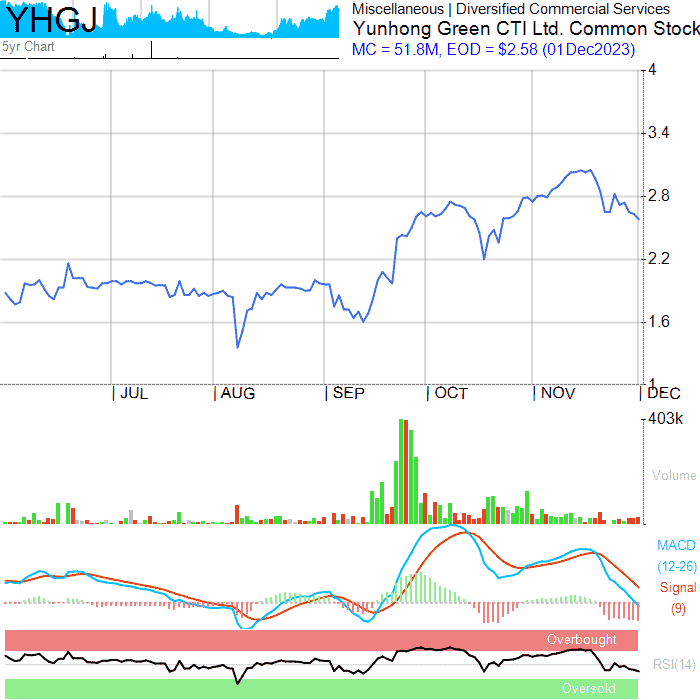 YHGJ
5yr Chart
Miscellaneous | Diversified Commercial Services
Yunhong Green CTI Ltd. Common Stock
MC = 51.8M, EOD = $2.58 (01Dec2023)
4
3.4
2.8
2.2
1.6
1
| JUL | AUG | SEP | OCT | NOV | DEC
403k
Volume
MACD
(12-26)
Signal
(9)
Overbought
RSI(14)
Oversold